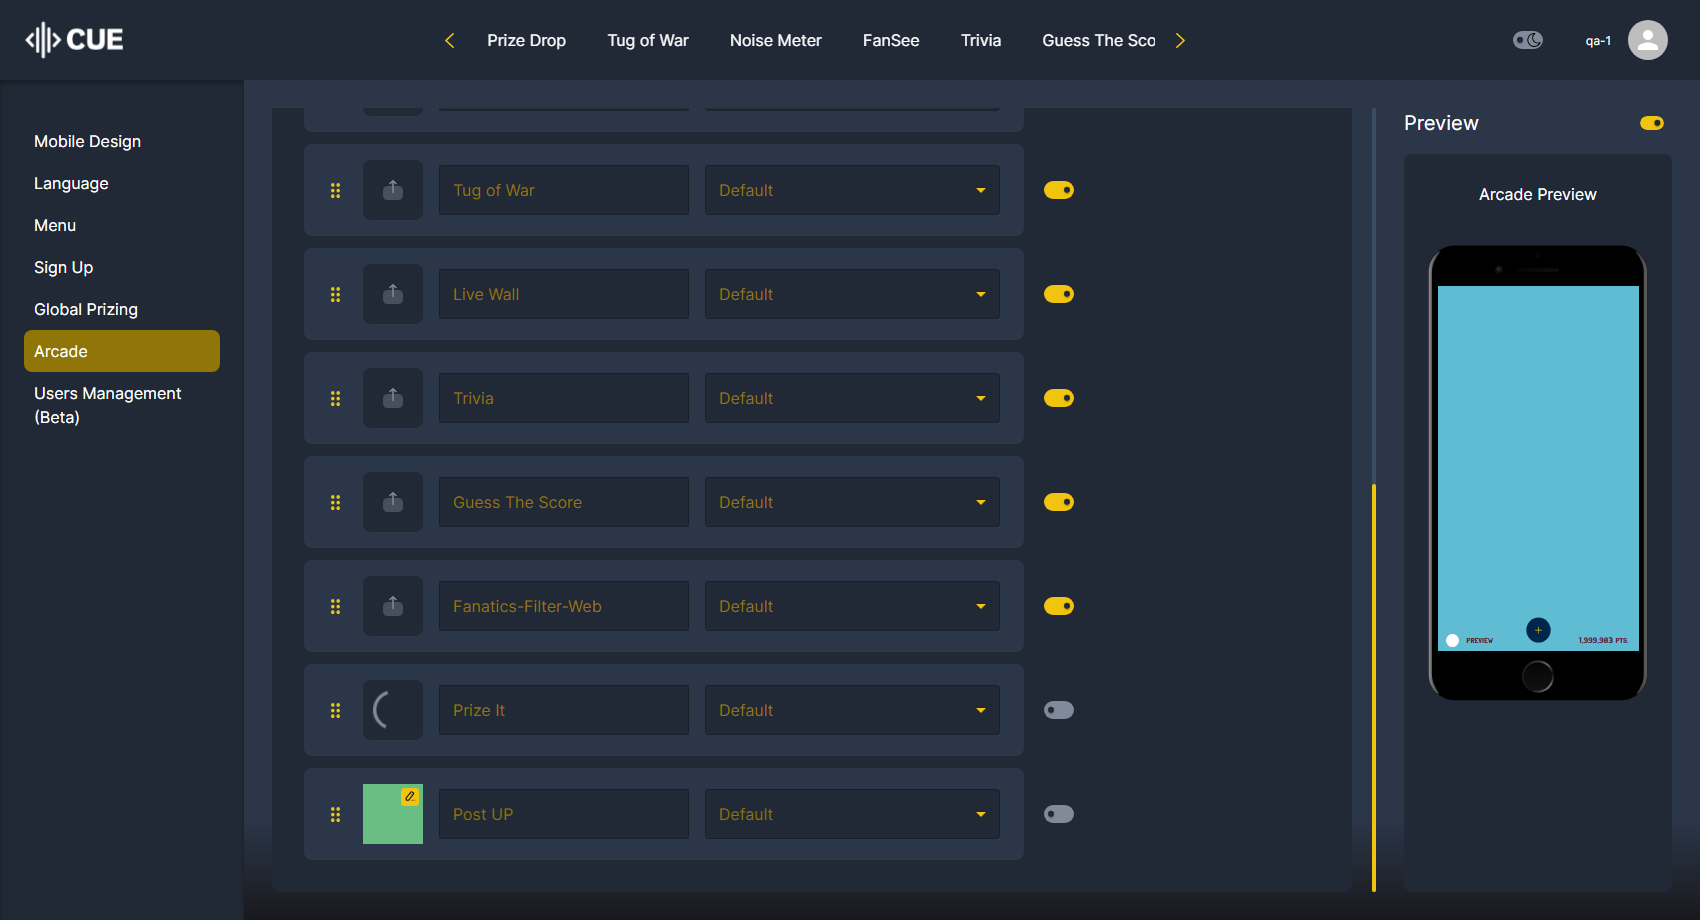 CUE
Prize Drop
Tug of War
Noise Meter
FanSee
Trivia
Guess The Sco
qa-1
Mobile Design
Language
Menu
Sign Up
Global Prizing
Arcade
Users Management
(Beta)
Tug of War
Default
Live Wall
Default
Trivia
Default
Guess The Score
Default
Fanatics-Filter-Web
Default
Prize It
Default
Post UP
Default
Preview
Arcade Preview
PREVIEW
+
1,999,983 PTS.